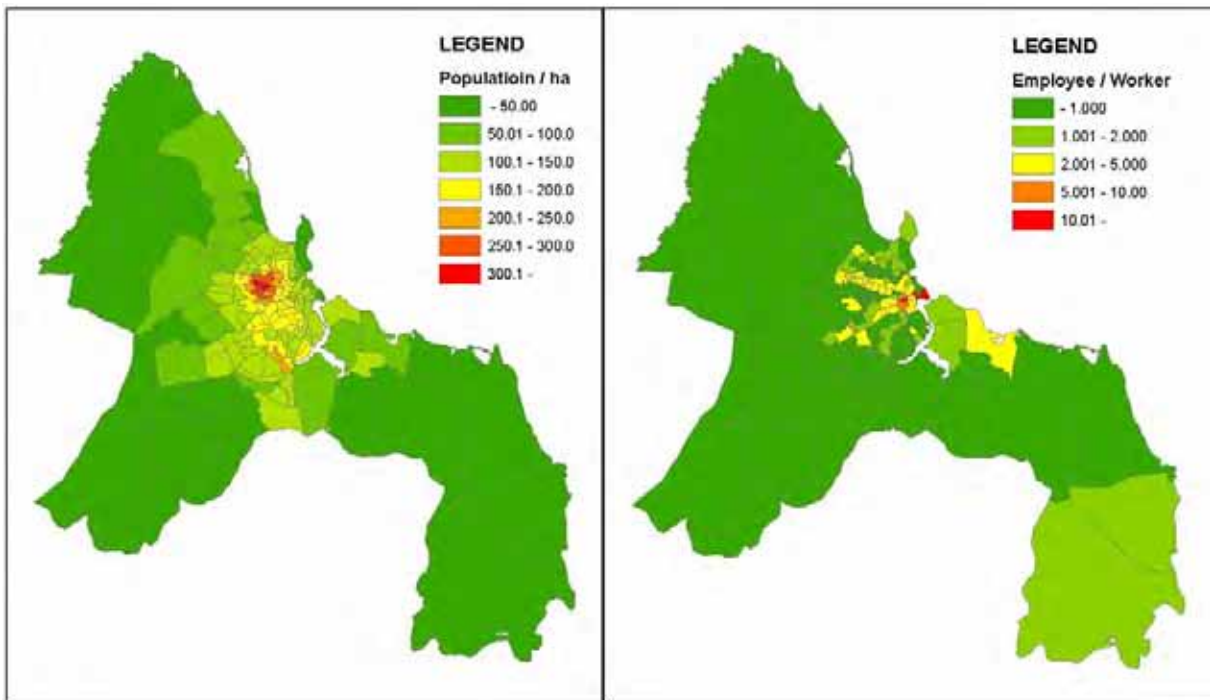 LEGEND
Populatioin / ha
- 50.00
50.01 - 100.0
100.1 - 150.0
150.1 - 200.0
200.1 - 250.0
250.1 - 300.0
300.1 -
LEGEND
Employee / Worker
- 1.000
1.001 - 2.000
2.001 - 5.000
5.001 - 10.00
10.01 -